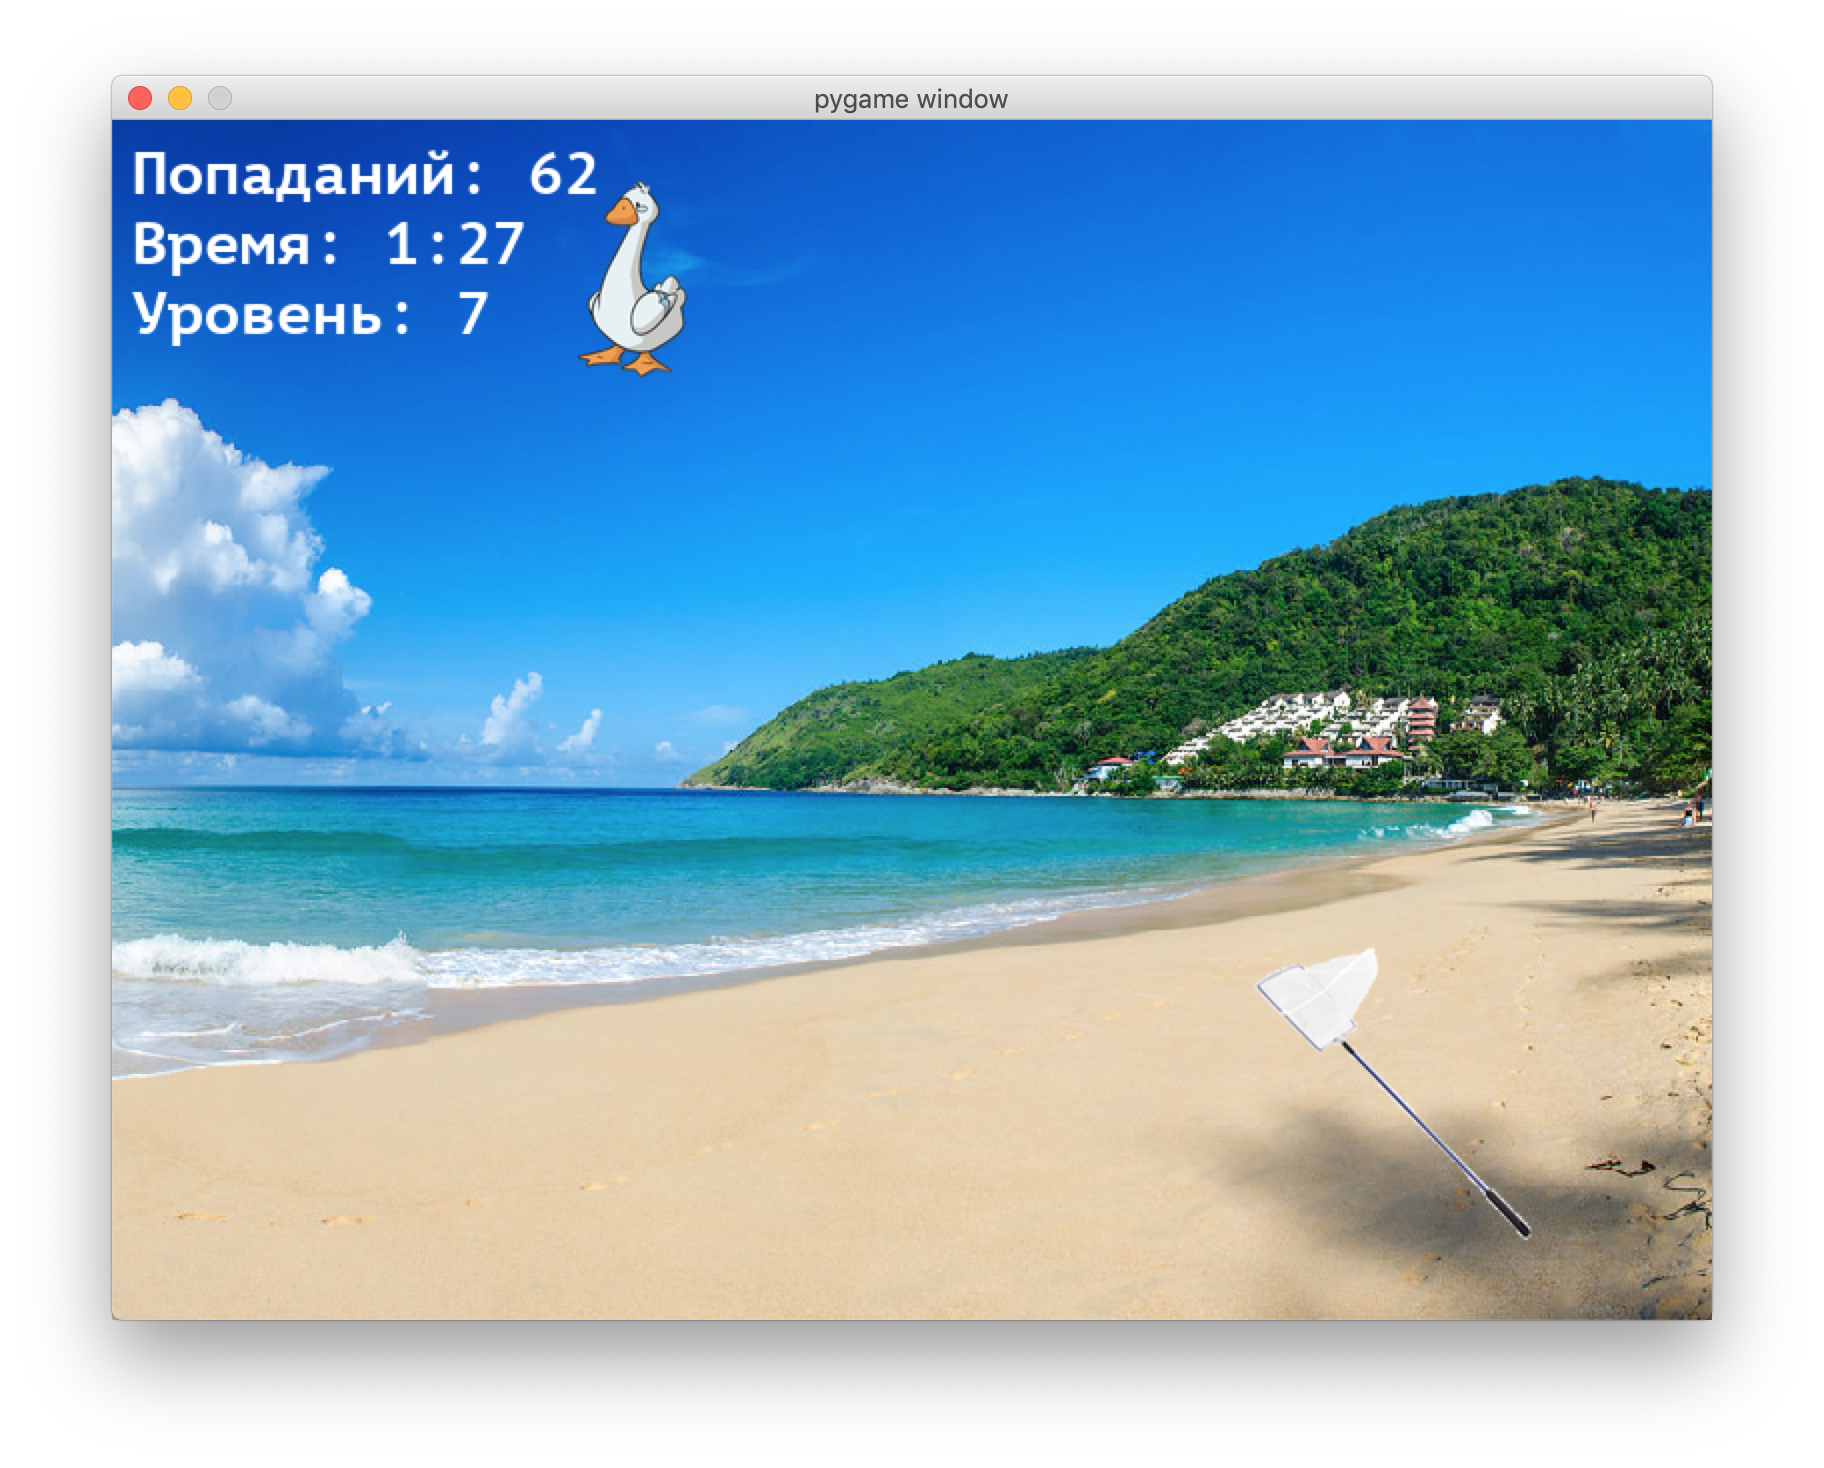 pygame window
Попаданий: 62
Время: 1:27
Уровень: 7